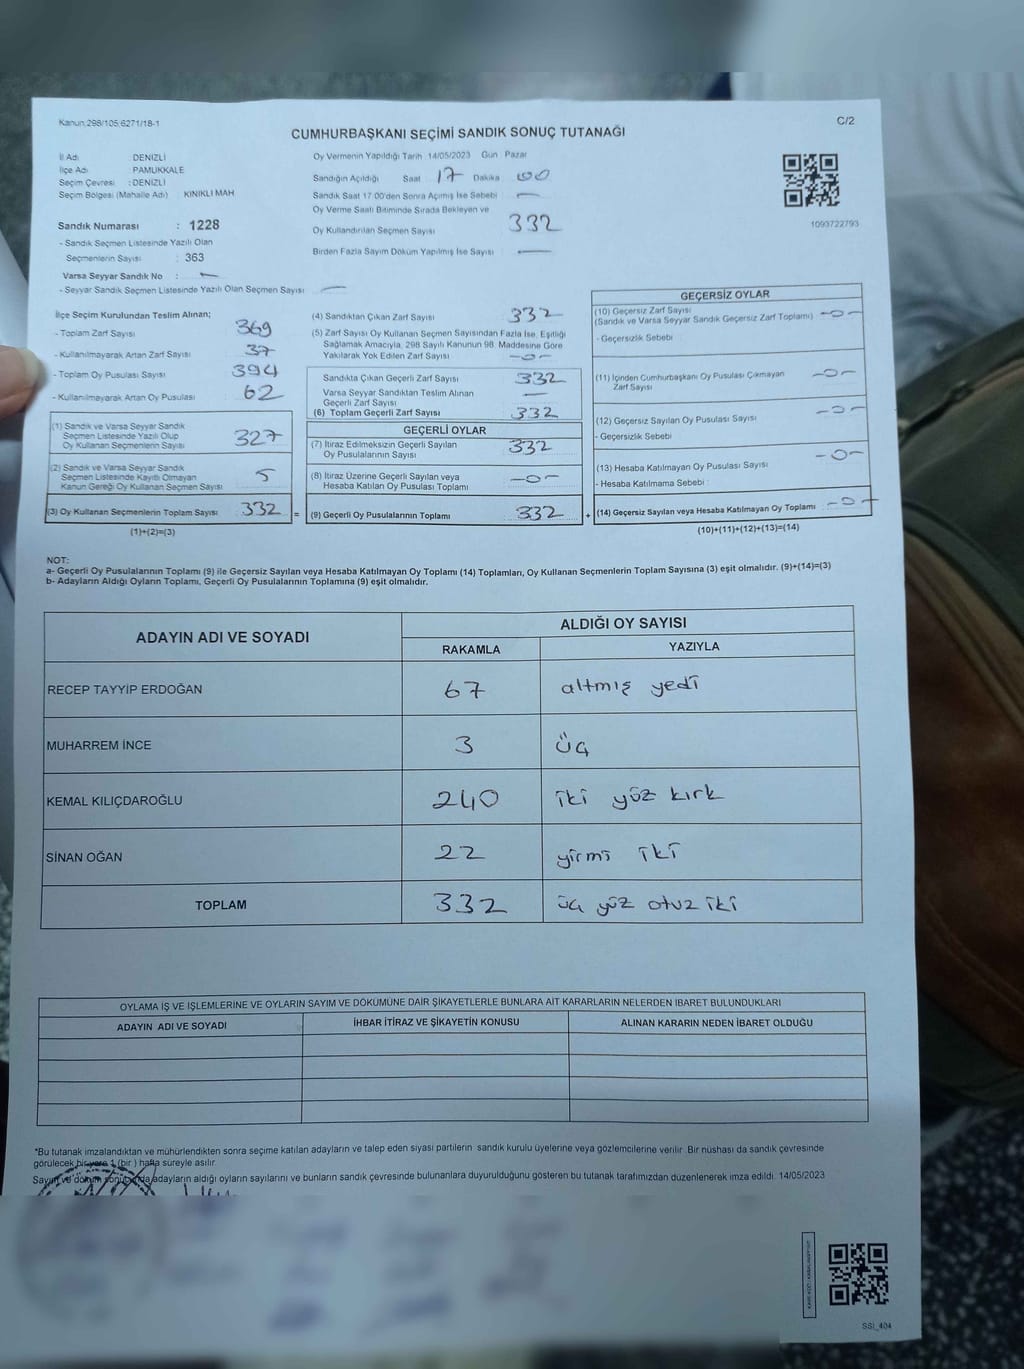 Kanun:298/105,6271/18-1
C/2
CUMHURBAŞKANI SEÇİMİ SANDIK SONUÇ TUTANAĞI
İl Adı DENİZLİ
İlçe Adı PAMUKKALE
Seçim Çevresi : DENİZLİ
Seçim Bölgesi (Mahalle Adı) KINIKLI MAH
Sandık Numarası : 1228
- Sandık Seçmen Listesinde Yazılı Olan
Seçmenlerin Sayısı : 363
Varsa Seyyar Sandık No : —
- Seyyar Sandık Seçmen Listesinde Yazılı Olan Seçmen Sayısı —
Oy Vermenin Yapıldığı Tarih 14/05/2023 Gün Pazar
Sandığın Açıldığı Saat 17 Dakika 00
Sandık Saat 17.00'den Sonra Açılmış İse Sebebi —
Oy Verme Saati Bitiminde Sırada Bekleyen ve
Oy Kullandırılan Seçmen Sayısı 332
Birden Fazla Sayım Döküm Yapılmış İse Sayısı —
1093722793
İlçe Seçim Kurulundan Teslim Alınan;
- Toplam Zarf Sayısı 369
- Kullanılmayarak Artan Zarf Sayısı 37
- Toplam Oy Pusulası Sayısı 394
- Kullanılmayarak Artan Oy Pusulası 62
(1) Sandık ve Varsa Seyyar Sandık
Seçmen Listesinde Yazılı Olup
Oy Kullanan Seçmenlerin Sayısı 327
(2) Sandık ve Varsa Seyyar Sandık
Seçmen Listesinde Kayıtlı Olmayan
Kanun Gereği Oy Kullanan Seçmen Sayısı 5
(3) Oy Kullanan Seçmenlerin Toplam Sayısı 332 =
(1)+(2)=(3)
(4) Sandıktan Çıkan Zarf Sayısı 332
(5) Zarf Sayısı Oy Kullanan Seçmen Sayısından Fazla İse, Eşitliği
Sağlamak Amacıyla, 298 Sayılı Kanunun 98. Maddesine Göre
Yakılarak Yok Edilen Zarf Sayısı -0-
Sandıkta Çıkan Geçerli Zarf Sayısı 332
Varsa Seyyar Sandıktan Teslim Alınan
Geçerli Zarf Sayısı —
(6) Toplam Geçerli Zarf Sayısı 332
GEÇERLİ OYLAR
(7) İtiraz Edilmeksizin Geçerli Sayılan
Oy Pusulalarının Sayısı 332
(8) İtiraz Üzerine Geçerli Sayılan veya
Hesaba Katılan Oy Pusulası Toplamı -0-
(9) Geçerli Oy Pusulalarının Toplamı 332 +
GEÇERSİZ OYLAR
(10) Geçersiz Zarf Sayısı
(Sandık ve Varsa Seyyar Sandık Geçersiz Zarf Toplamı) -0-
- Geçersizlik Sebebi
(11) İçinden Cumhurbaşkanı Oy Pusulası Çıkmayan
Zarf Sayısı -0-
(12) Geçersiz Sayılan Oy Pusulası Sayısı -0-
- Geçersizlik Sebebi
(13) Hesaba Katılmayan Oy Pusulası Sayısı -0-
- Hesaba Katılmama Sebebi :
(14) Geçersiz Sayılan veya Hesaba Katılmayan Oy Toplamı -0-
(10)+(11)+(12)+(13)=(14)
NOT:
a- Geçerli Oy Pusulalarının Toplamı (9) ile Geçersiz Sayılan veya Hesaba Katılmayan Oy Toplamı (14) Toplamları, Oy Kullanan Seçmenlerin Toplam Sayısına (3) eşit olmalıdır. (9)+(14)=(3)
b- Adayların Aldığı Oyların Toplamı, Geçerli Oy Pusulalarının Toplamına (9) eşit olmalıdır.
ADAYIN ADI VE SOYADI
ALDIĞI OY SAYISI
RAKAMLA YAZIYLA
RECEP TAYYİP ERDOĞAN 67 altmış yedi
MUHARREM İNCE 3 üç
KEMAL KILIÇDAROĞLU 240 iki yüz kırk
SİNAN OĞAN 22 yirmi iki
TOPLAM 332 üç yüz otuz iki
OYLAMA İŞ VE İŞLEMLERİNE VE OYLARIN SAYIM VE DÖKÜMÜNE DAİR ŞİKAYETLERLE BUNLARA AİT KARARLARIN NELERDEN İBARET BULUNDUKLARI
ADAYIN ADI VE SOYADI İHBAR İTİRAZ VE ŞİKAYETİN KONUSU ALINAN KARARIN NEDEN İBARET OLDUĞU
*Bu tutanak imzalandıktan ve mühürlendikten sonra seçime katılan adayların ve talep eden siyasi partilerin sandık kurulu üyelerine veya gözlemcilerine verilir. Bir nüshası da sandık çevresinde
görülecek bir yere 1 (bir) hafta süreyle asılır.
Sayım ve döküm sonunda adayların aldığı oyların sayılarını ve bunların sandık çevresinde bulunanlara duyurulduğunu gösteren bu tutanak tarafımızdan düzenlenerek imza edildi. 14/05/2023
SSI_404